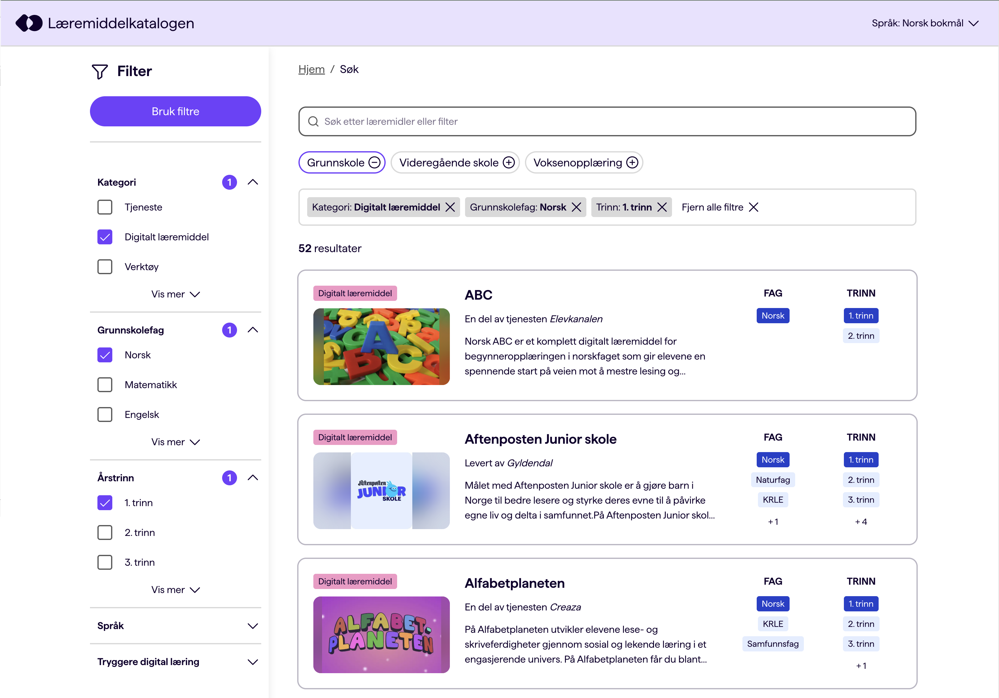 Læremiddelkatalogen
Språk: Norsk bokmål
Filter
Bruk filtre
Kategori 1
Tjeneste
Digitalt læremiddel
Verktøy
Vis mer
Grunnskolefag 1
Norsk
Matematikk
Engelsk
Vis mer
Årstrinn 1
1. trinn
2. trinn
3. trinn
Vis mer
Språk
Tryggere digital læring
Hjem / Søk
Søk etter læremidler eller filter
Grunnskole Videregående skole Voksenopplæring
Kategori: Digitalt læremiddel Grunnskolefag: Norsk Trinn: 1. trinn Fjern alle filtre
52 resultater
Digitalt læremiddel
A
B C
ABC
En del av tjenesten Elevkanalen
Norsk ABC er et komplett digitalt læremiddel for
begynneropplæringen i norskfaget som gir elevene en
spennende start på veien mot å mestre lesing og...
FAG
Norsk
TRINN
1. trinn
2. trinn
Digitalt læremiddel
Aftenposten
JUNIOR
SKOLE
Aftenposten Junior skole
Levert av Gyldendal
Målet med Aftenposten Junior skole er å gjøre barn i
Norge til bedre lesere og styrke deres evne til å påvirke
egne liv og delta i samfunnet.På Aftenposten Junior skol...
FAG
Norsk
Naturfag
KRLE
+ 1
TRINN
1. trinn
2. trinn
3. trinn
+ 4
Digitalt læremiddel
ALFABET-
PLANETEN
Alfabetplaneten
En del av tjenesten Creaza
På Alfabetplaneten utvikler elevene lese- og
skriveferdigheter gjennom sosial og lekende læring i et
engasjerende univers. På Alfabetplaneten får du blant...
FAG
Norsk
KRLE
Samfunnsfag
TRINN
1. trinn
2. trinn
3. trinn
+ 1